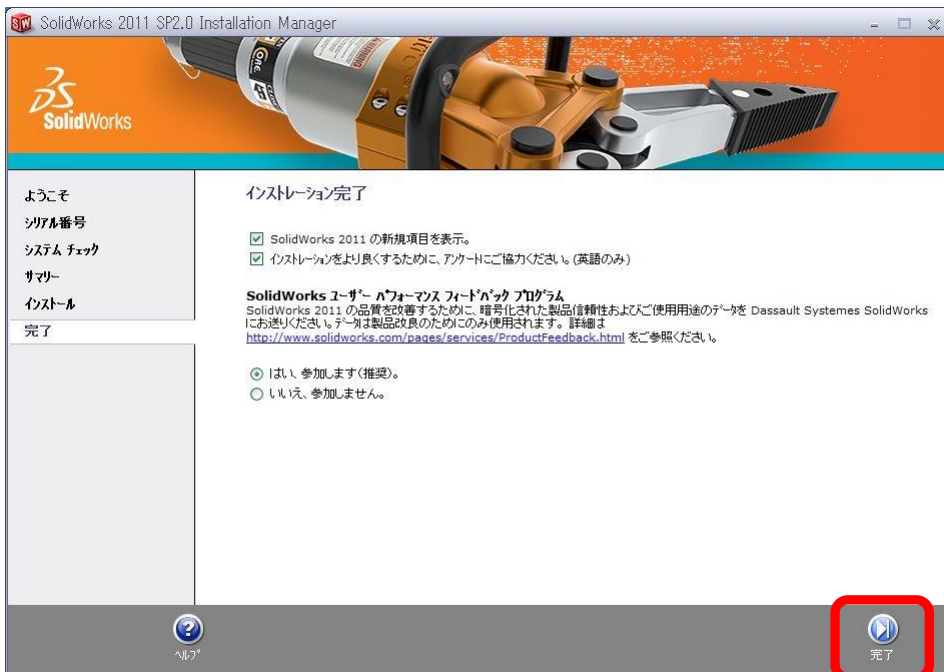 SolidWorks 2011 SP2.0 Installation Manager
SolidWorks
ようこそ
シリアル番号
システム チェック
サマリー
インストール
完了
インストレーション完了
SolidWorks 2011 の新規項目を表示。
インストレーションをより良くするために、アンケートにご協力ください。(英語のみ)
SolidWorks ユーザー パフォーマンス フィードバック プログラム
SolidWorks 2011 の品質を改善するために、暗号化された製品信頼性およびご使用用途のデータを Dassault Systemes SolidWorks
にお送りください。データは製品改良のためにのみ使用されます。詳細は
http://www.solidworks.com/pages/services/ProductFeedback.html をご参照ください。
はい、参加します(推奨)。
いいえ、参加しません。
ヘルプ
完了